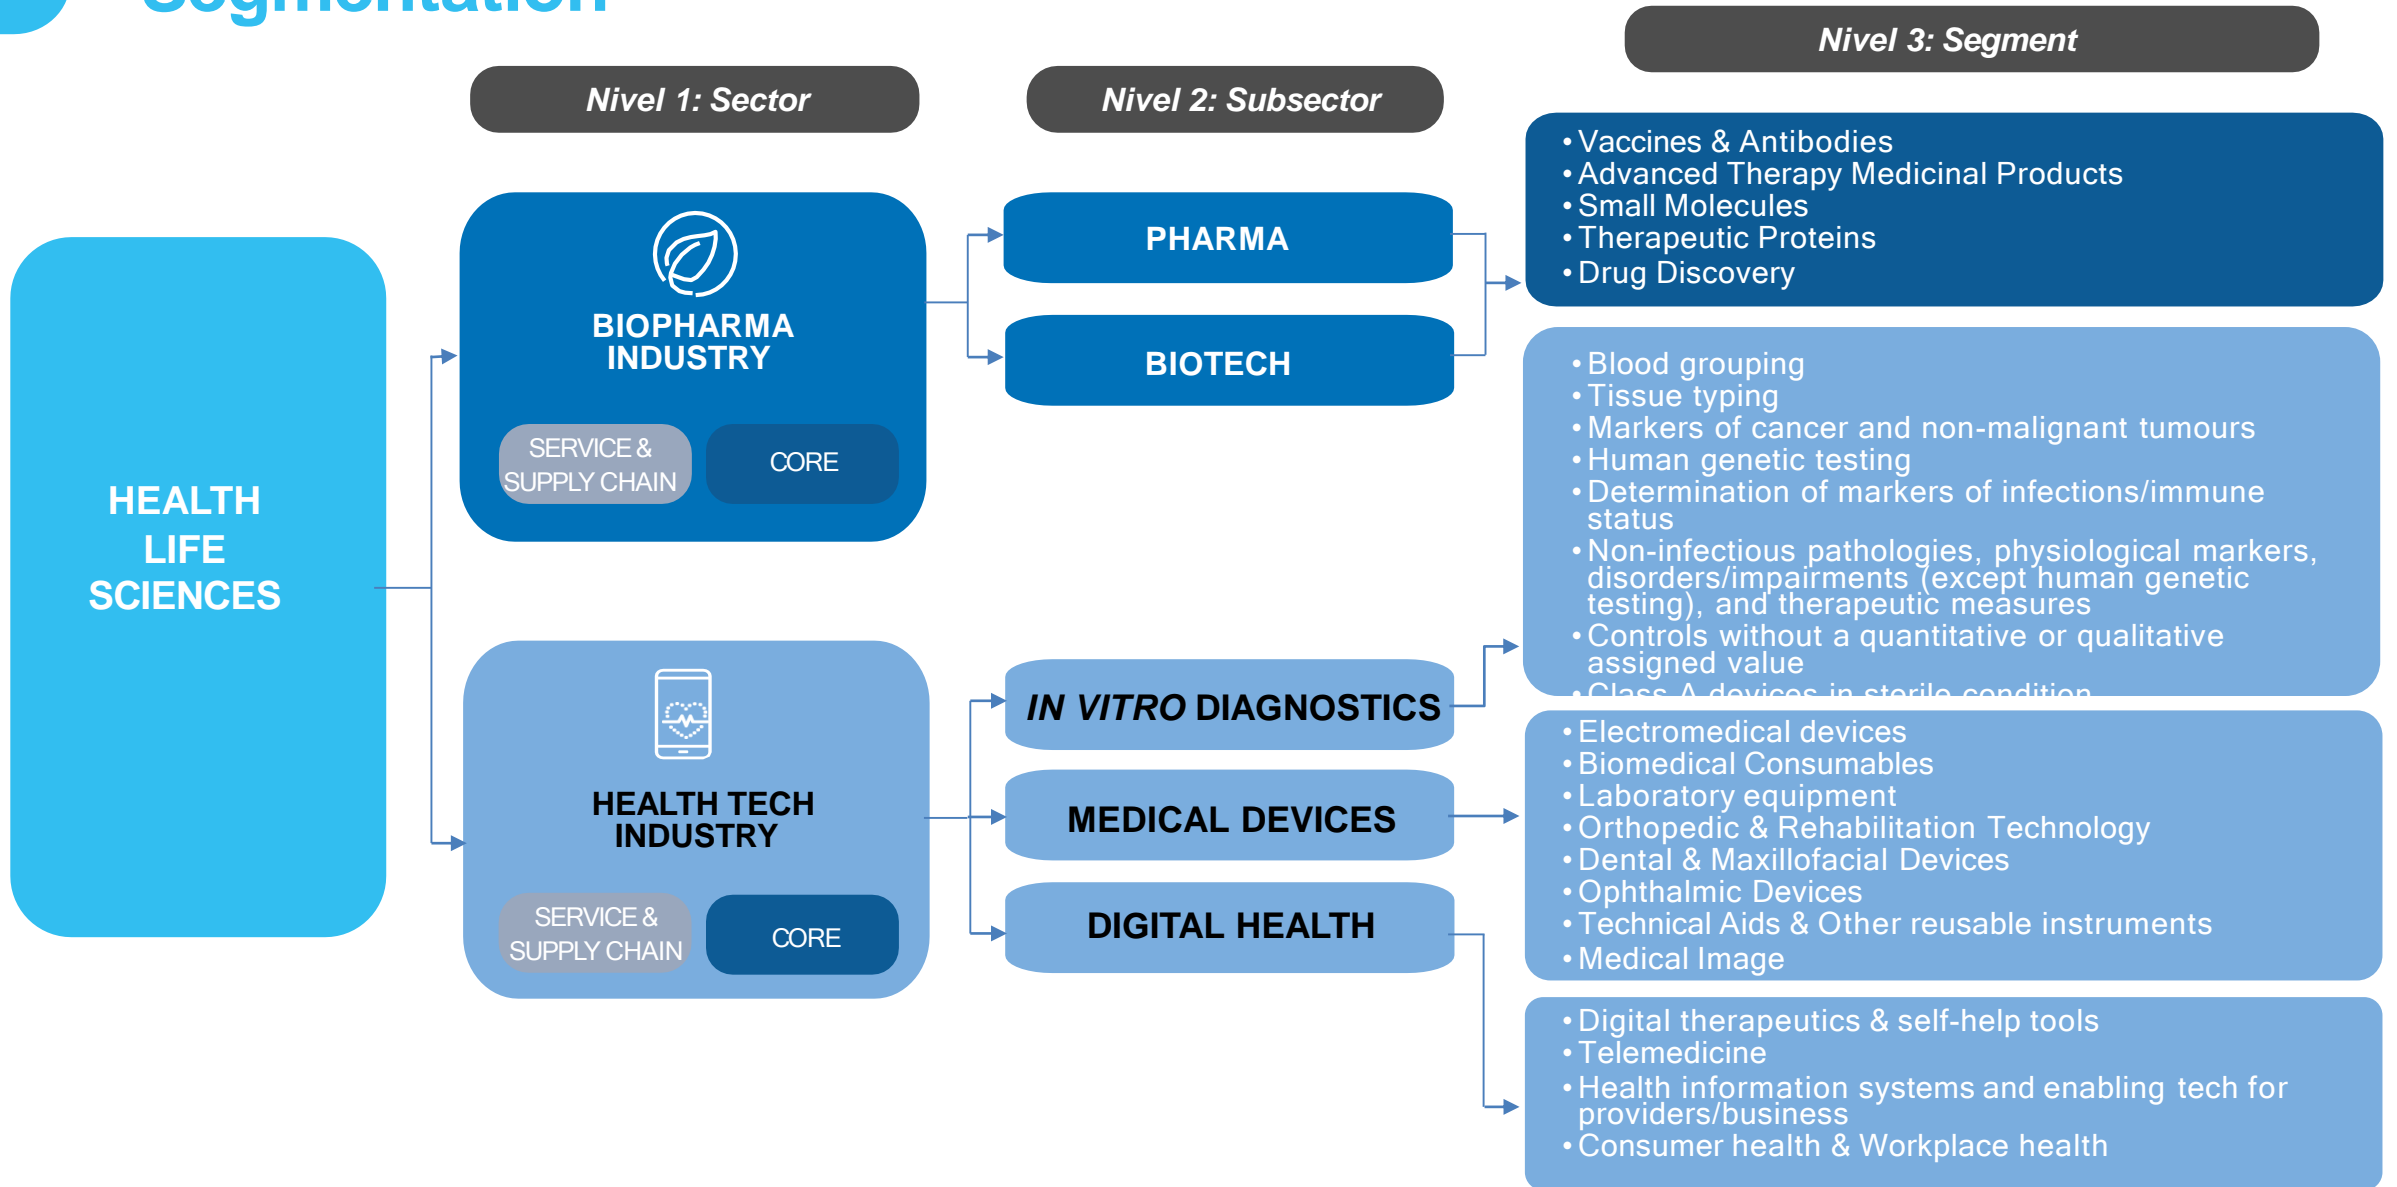 Segmentation
Nivel 1: Sector
Nivel 2: Subsector
Nivel 3: Segment
HEALTH
LIFE
SCIENCES
BIOPHARMA
INDUSTRY
SERVICE &
SUPPLY CHAIN
CORE
HEALTH TECH
INDUSTRY
SERVICE &
SUPPLY CHAIN
CORE
PHARMA
BIOTECH
IN VITRO DIAGNOSTICS
MEDICAL DEVICES
DIGITAL HEALTH
• Vaccines & Antibodies
• Advanced Therapy Medicinal Products
• Small Molecules
• Therapeutic Proteins
• Drug Discovery
• Blood grouping
• Tissue typing
• Markers of cancer and non-malignant tumours
• Human genetic testing
• Determination of markers of infections/immune
status
• Non-infectious pathologies, physiological markers,
disorders/impairments (except human genetic
testing), and therapeutic measures
• Controls without a quantitative or qualitative
assigned value
• Class A devices in sterile condition
• Electromedical devices
• Biomedical Consumables
• Laboratory equipment
• Orthopedic & Rehabilitation Technology
• Dental & Maxillofacial Devices
• Ophthalmic Devices
• Technical Aids & Other reusable instruments
• Medical Image
• Digital therapeutics & self-help tools
• Telemedicine
• Health information systems and enabling tech for
providers/business
• Consumer health & Workplace health